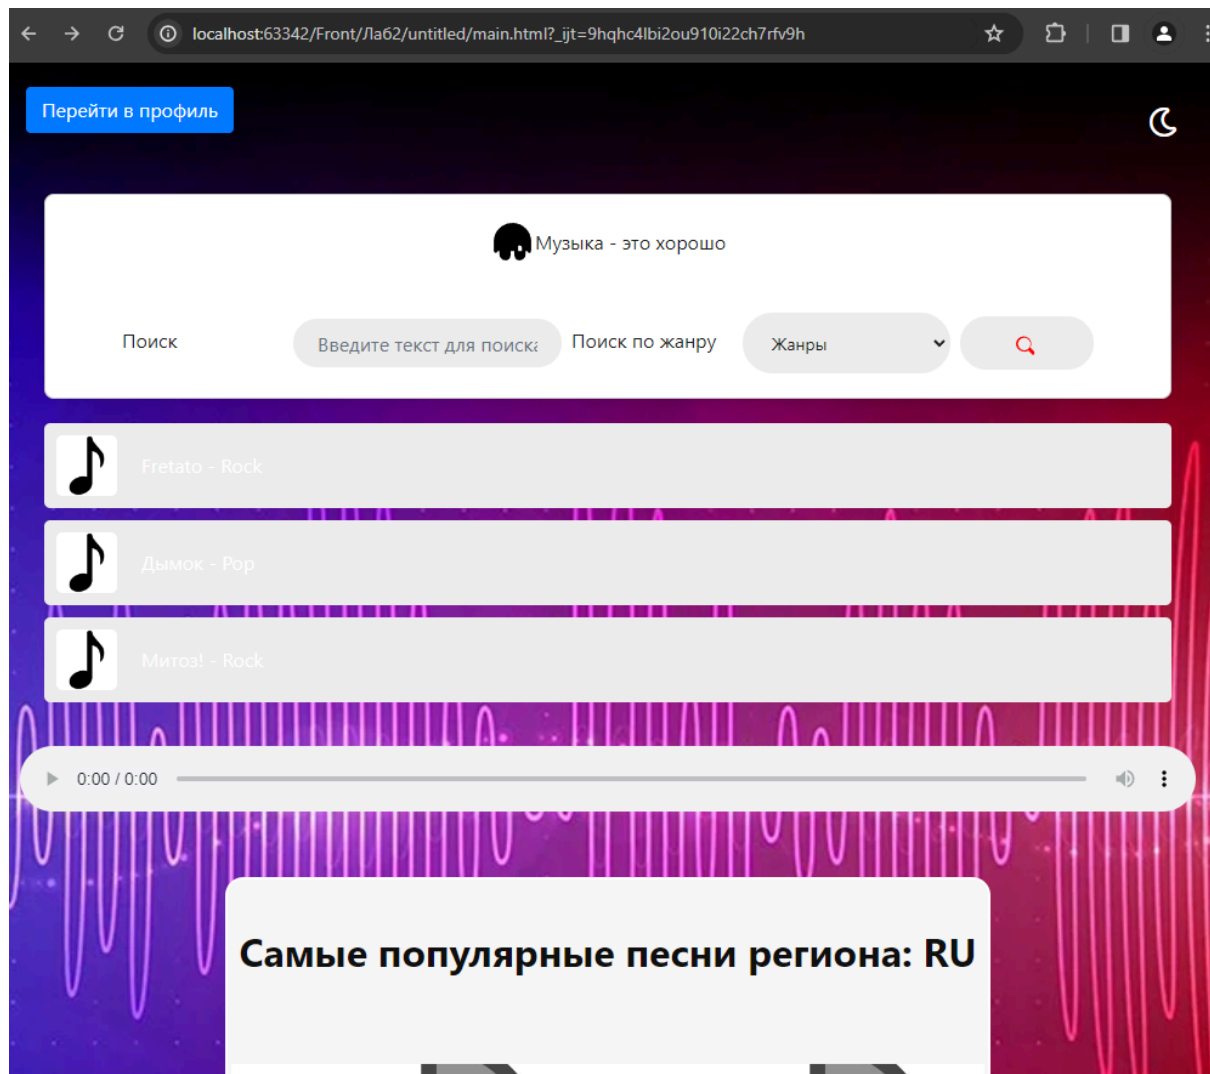 localhost:63342/Front/Ла62/untitled/main.html?_ijt=9hqhc4lbi2ou910i22ch7rfv9h
Перейти в профиль
Музыка - это хорошо
Поиск
Введите текст для поиска
Поиск по жанру
Жанры
Fretato - Rock
Дымок - Pop
Митоз! - Rock
0:00 / 0:00
Самые популярные песни региона: RU